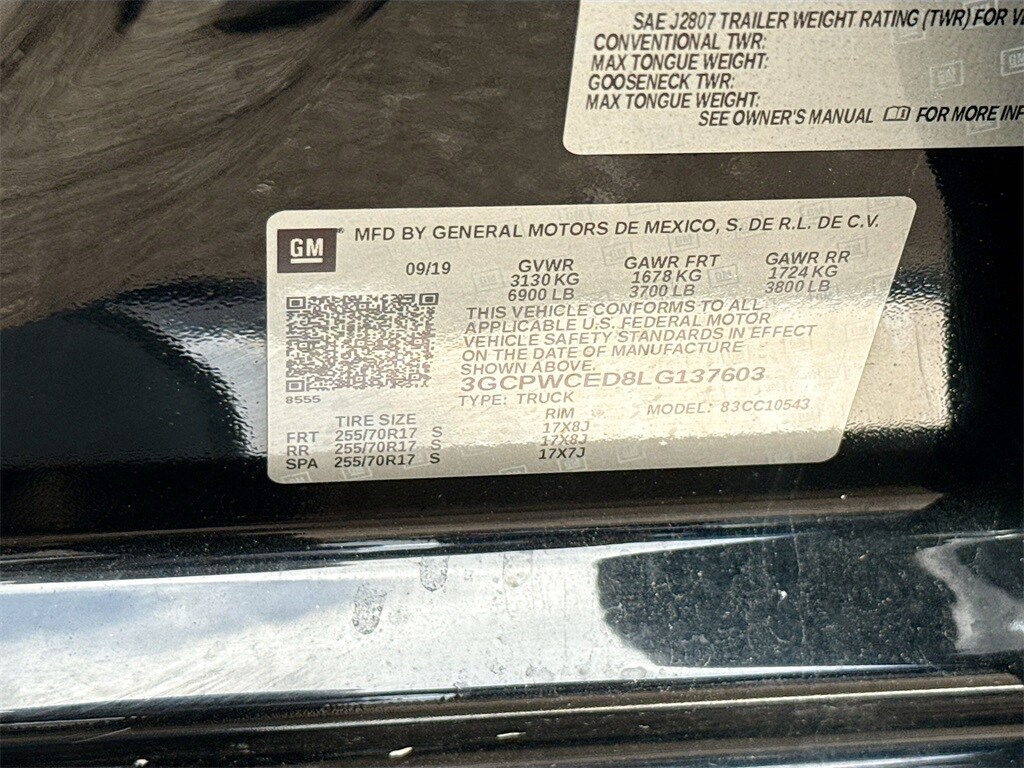 SAE J2807 TRAILER WEIGHT RATING (TWR) FOR
CONVENTIONAL TWR:
MAX TONGUE WEIGHT:
GOOSENECK TWR:
MAX TONGUE WEIGHT:
SEE OWNER'S MANUAL FOR MORE INF
GM
GM
GM
MFD BY GENERAL MOTORS DE MEXICO, S. DE R.L. DE C.V.
09/19 GVWR GAWR FRT GAWR RR
3130 KG 1678 KG 1724 KG
6900 LB 3700 LB 3800 LB
THIS VEHICLE CONFORMS TO ALL
APPLICABLE U.S. FEDERAL MOTOR
VEHICLE SAFETY STANDARDS IN EFFECT
ON THE DATE OF MANUFACTURE
SHOWN ABOVE.
3GCPWCED8LG137603
8555
TYPE: TRUCK MODEL: 83CC10543
TIRE SIZE RIM
FRT 255/70R17 S 17X8J
RR 255/70R17 S 17X8J
SPA 255/70R17 S 17X7J